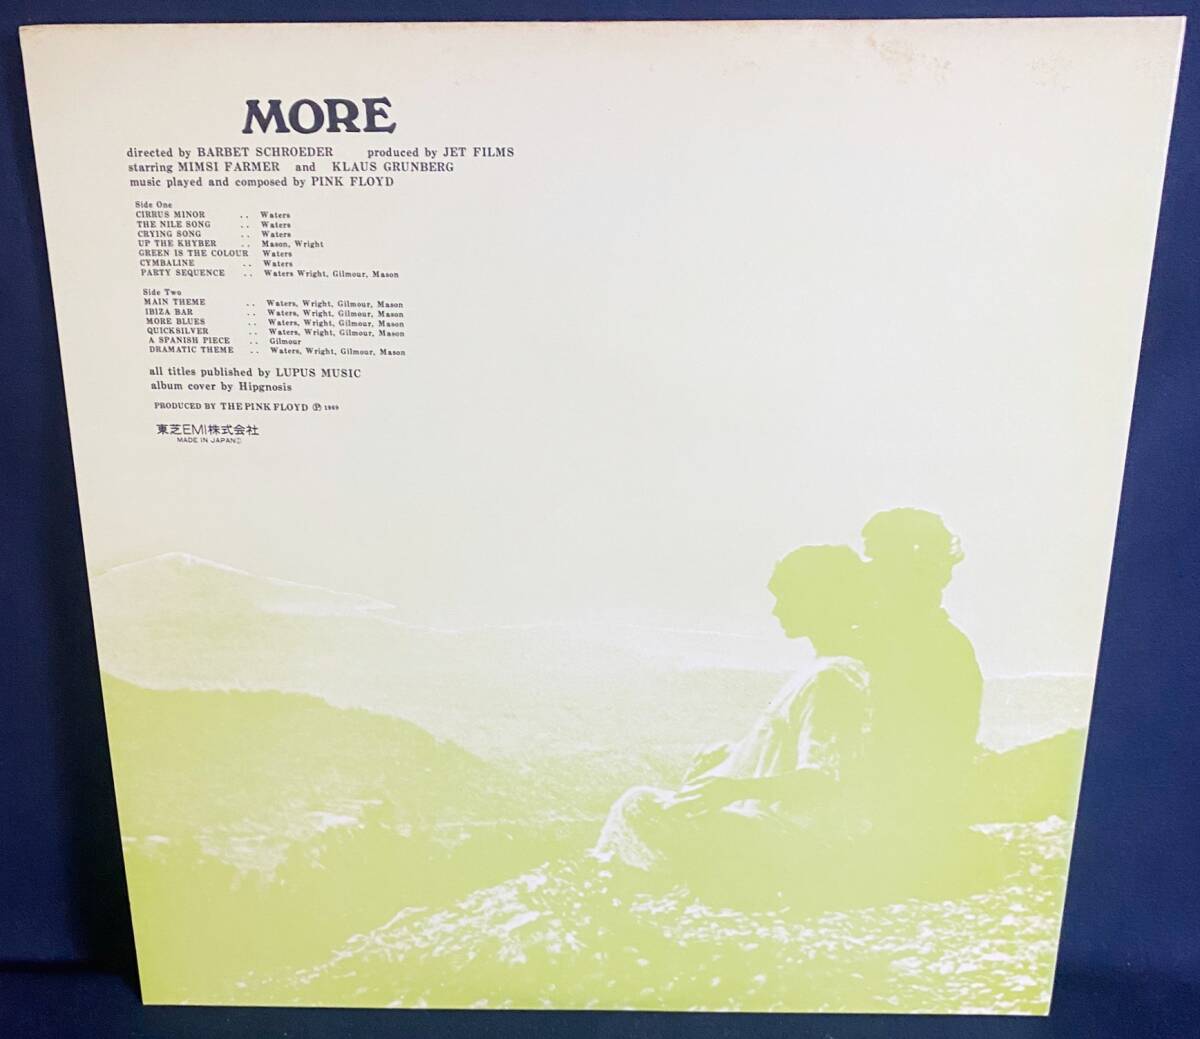 MORE
directed by BARBET SCHROEDER produced by JET FILMS
starring MIMSI FARMER and KLAUS GRUNBERG
music played and composed by PINK FLOYD
Side One
CIRRUS MINOR .. Waters
THE NILE SONG .. Waters
CRYING SONG .. Waters
UP THE KHYBER .. Mason, Wright
GREEN IS THE COLOUR Waters
CYMBALINE .. Waters
PARTY SEQUENCE .. Waters Wright, Gilmour, Mason
Side Two
MAIN THEME .. Waters, Wright, Gilmour, Mason
IBIZA BAR .. Waters, Wright, Gilmour, Mason
MORE BLUES .. Waters, Wright, Gilmour, Mason
QUICKSILVER .. Waters, Wright, Gilmour, Mason
A SPANISH PIECE .. Gilmour
DRAMATIC THEME .. Waters, Wright, Gilmour, Mason
all titles published by LUPUS MUSIC
album cover by Hipgnosis
PRODUCED BY THE PINK FLOYD Ⓟ 1969
東芝EMI株式会社
MADE IN JAPAN